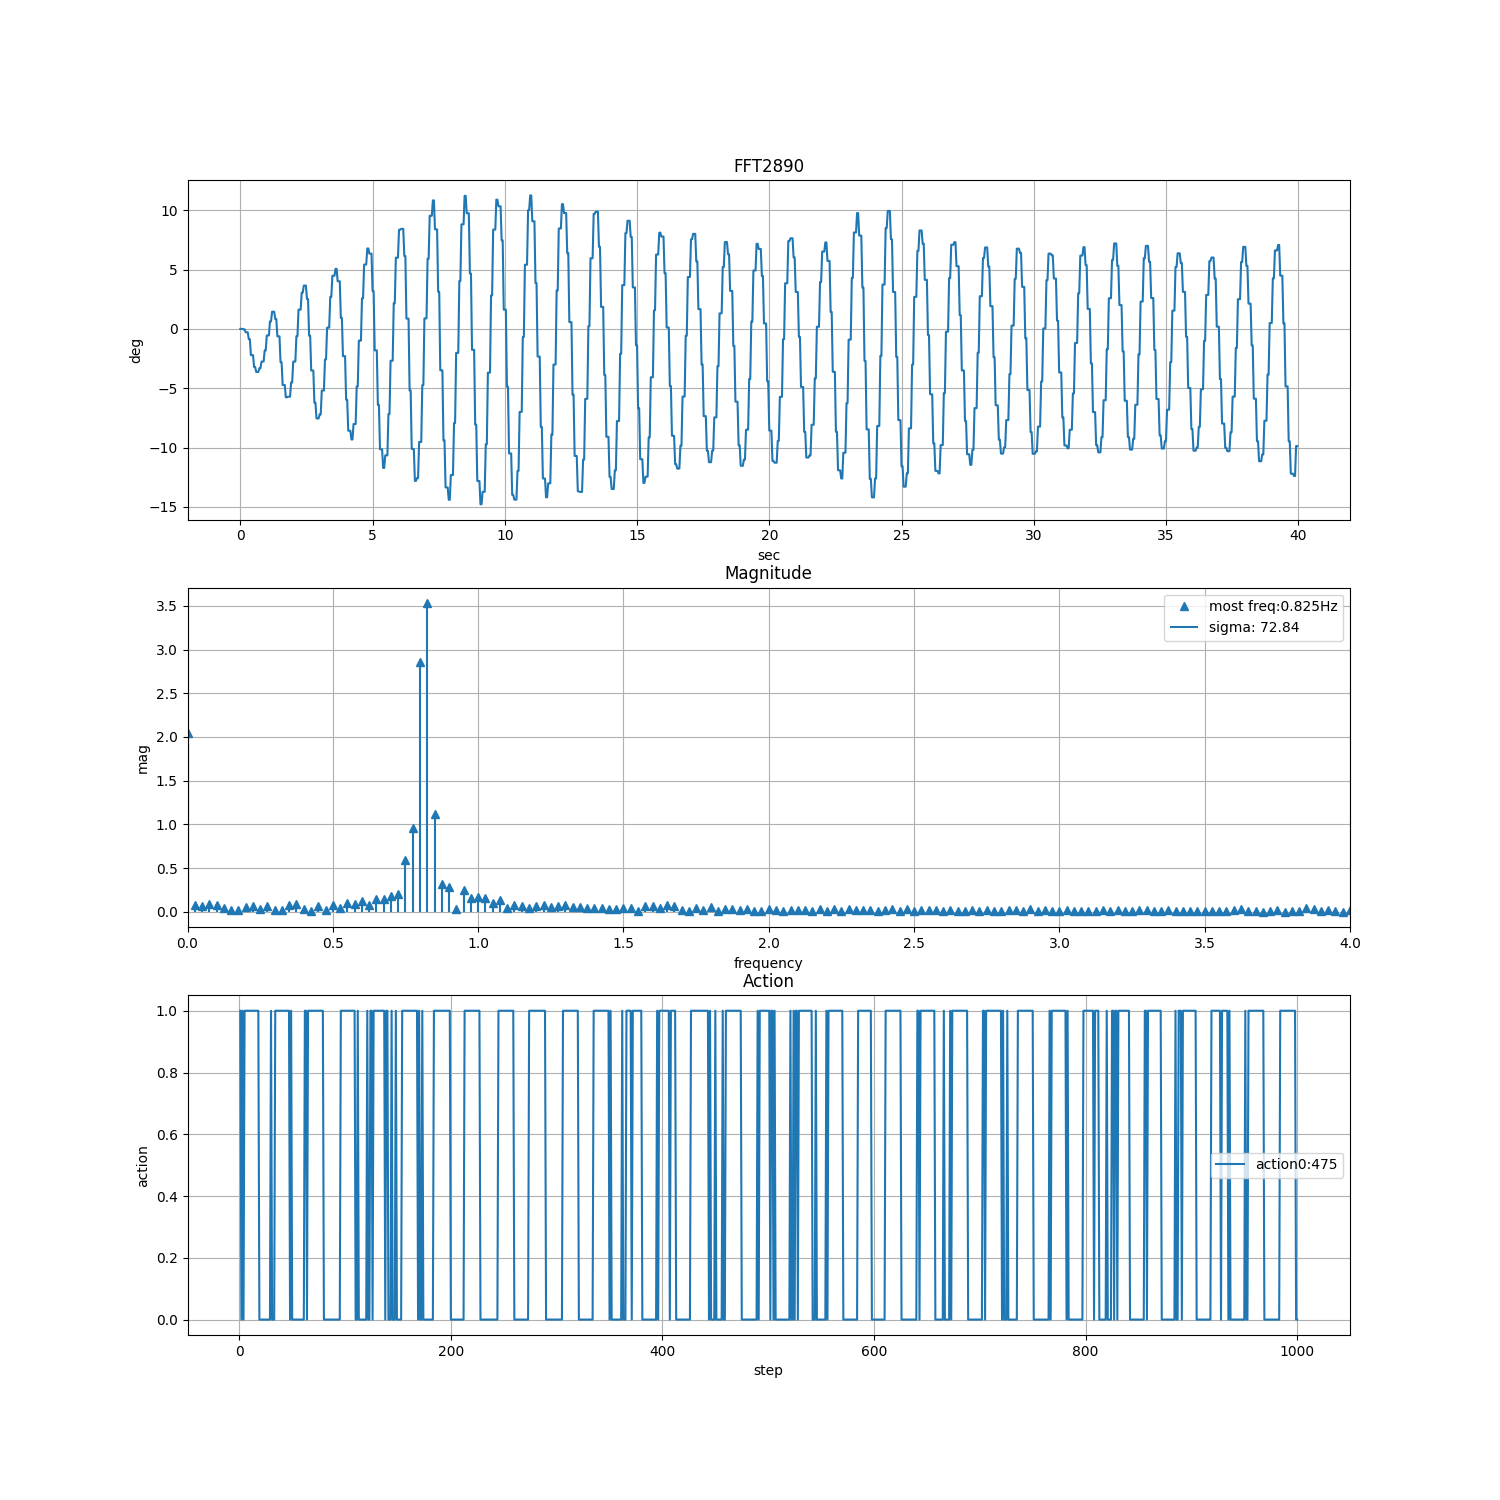 FFT2890
10
5
0
−5
−10
−15
deg
0 5 10 15 20 25 30 35 40
sec
Magnitude
3.5
3.0
2.5
2.0
1.5
1.0
0.5
0.0
mag
most freq:0.825Hz
sigma: 72.84
0.0 0.5 1.0 1.5 2.0 2.5 3.0 3.5 4.0
frequency
Action
1.0
0.8
0.6
0.4
0.2
0.0
action
action0:475
0 200 400 600 800 1000
step